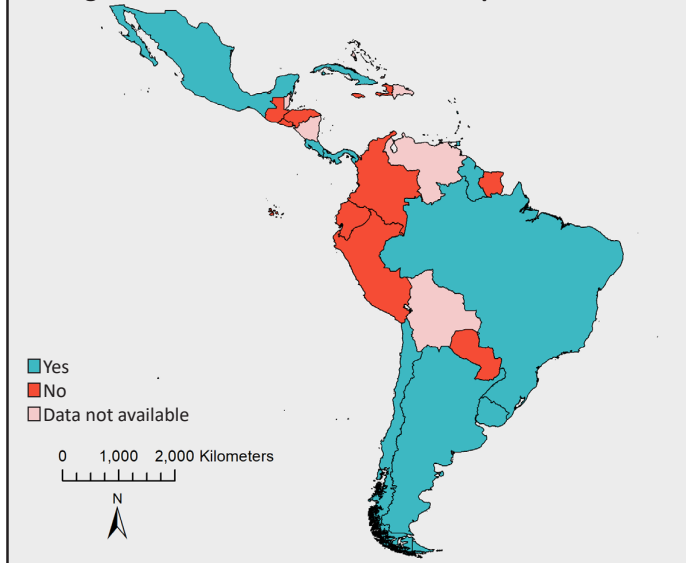 Yes
No
Data not available
0 1,000 2,000 Kilometers
N